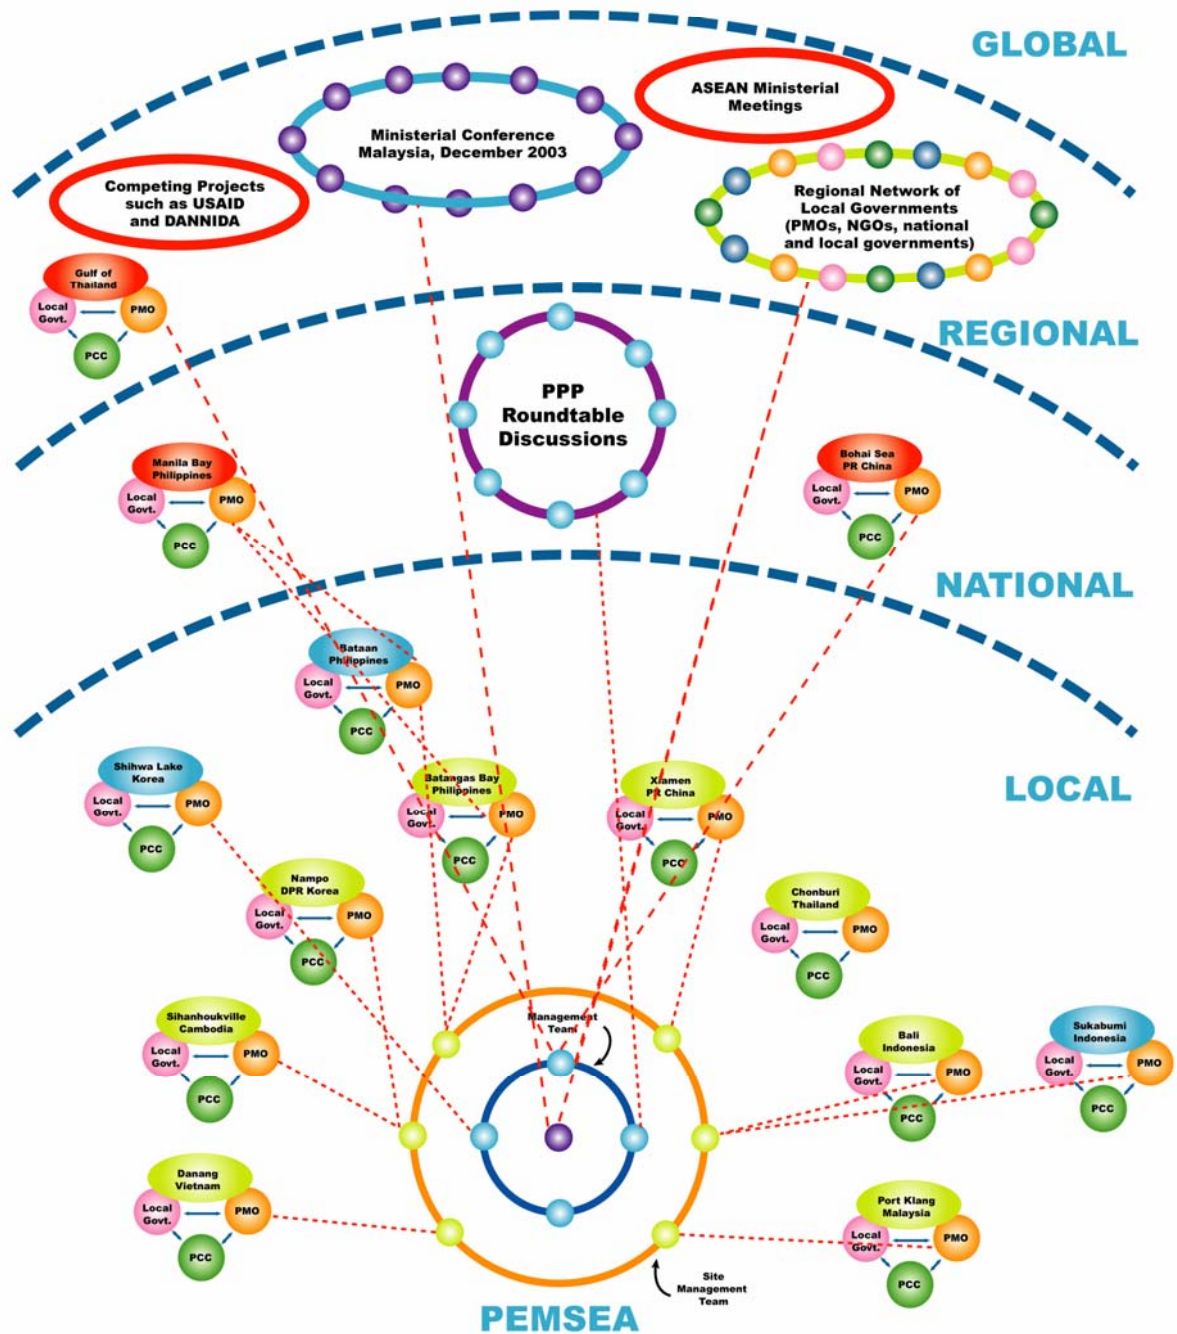 GLOBAL
ASEAN Ministerial
Meetings
Ministerial Conference
Malaysia, December 2003
Competing Projects
such as USAID
and DANNIDA
Regional Network of
Local Governments
(PMOs, NGOs, national
and local governments)
Gulf of
Thailand
Local
Govt.
PMO
PCC
REGIONAL
PPP
Roundtable
Discussions
Manila Bay
Philippines
Local
Govt.
PMO
PCC
Bohai Sea
PR China
Local
Govt.
PMO
PCC
NATIONAL
Bataan
Philippines
Local
Govt.
PMO
PCC
LOCAL
Shihwa Lake
Korea
Local
Govt.
PMO
PCC
Batangas Bay
Philippines
Local
Govt.
PMO
PCC
Xiamen
PR China
Local
Govt.
PMO
PCC
Nampo
DPR Korea
Local
Govt.
PMO
PCC
Chonburi
Thailand
Local
Govt.
PMO
PCC
Sihanhoukville
Cambodia
Local
Govt.
PMO
PCC
Management
Team
Bali
Indonesia
Local
Govt.
PMO
PCC
Sukabumi
Indonesia
Local
Govt.
PMO
PCC
Danang
Vietnam
Local
Govt.
PMO
PCC
Port Klang
Malaysia
Local
Govt.
PMO
PCC
Site
Management
Team
PEMSEA